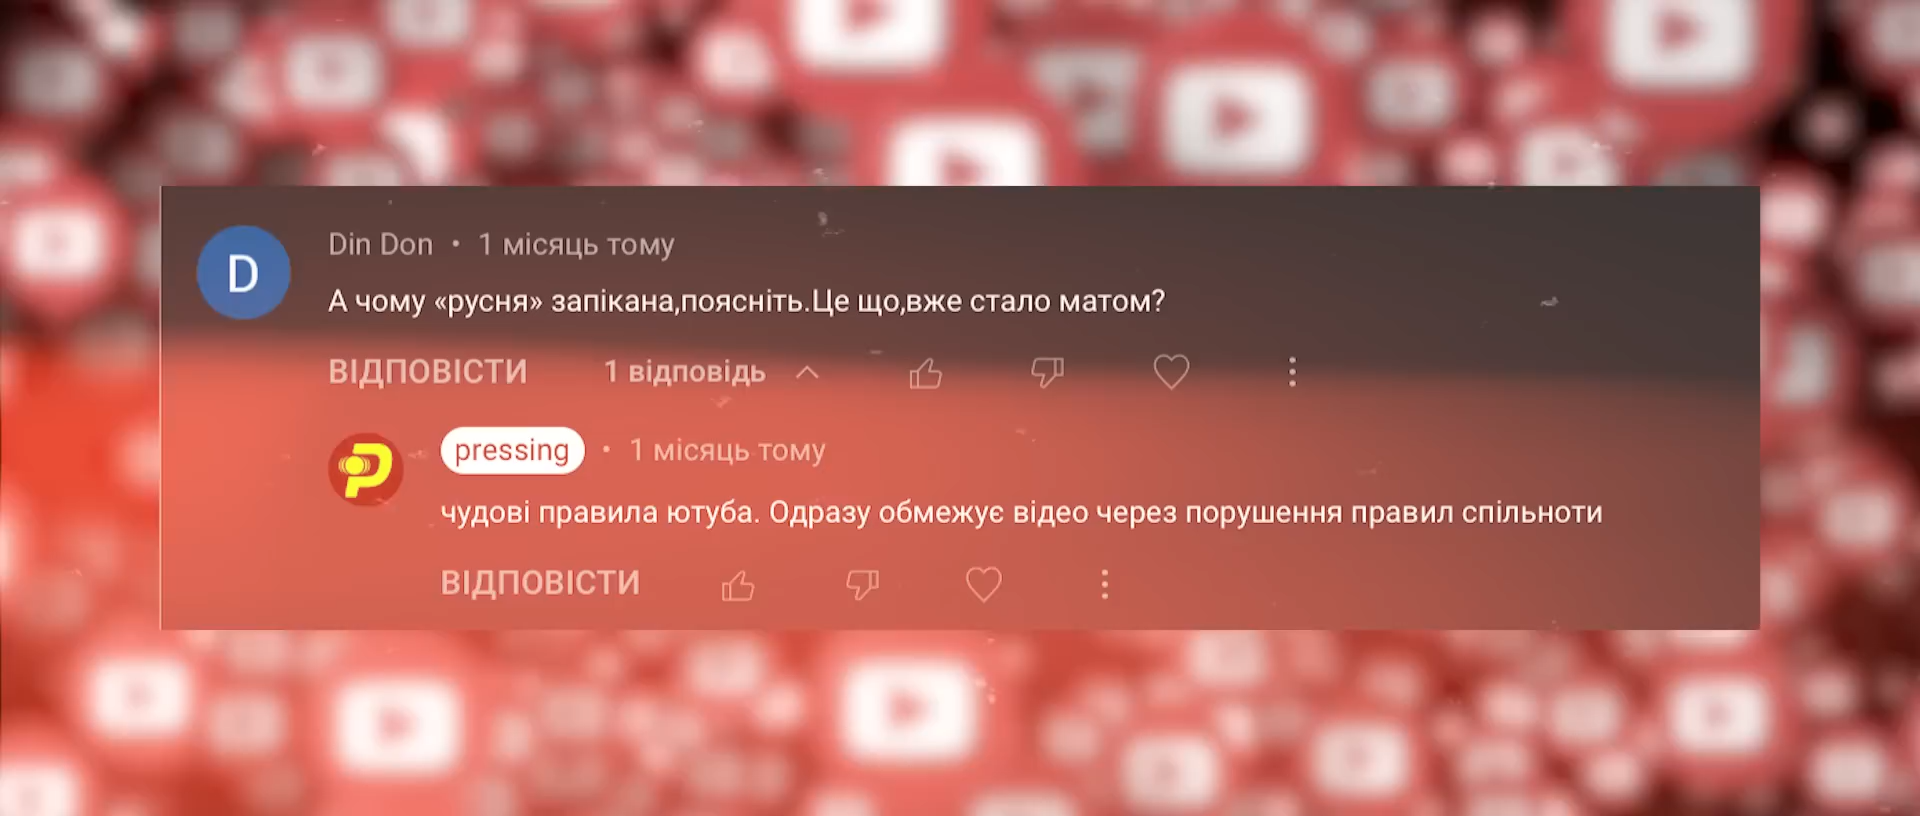 D
Din Don • 1 місяць тому
А чому «русня» запікана,поясніть.Це що,вже стало матом?
ВІДПОВІСТИ 1 відповідь
P
pressing • 1 місяць тому
чудові правила ютуба. Одразу обмежує відео через порушення правил спільноти
ВІДПОВІСТИ